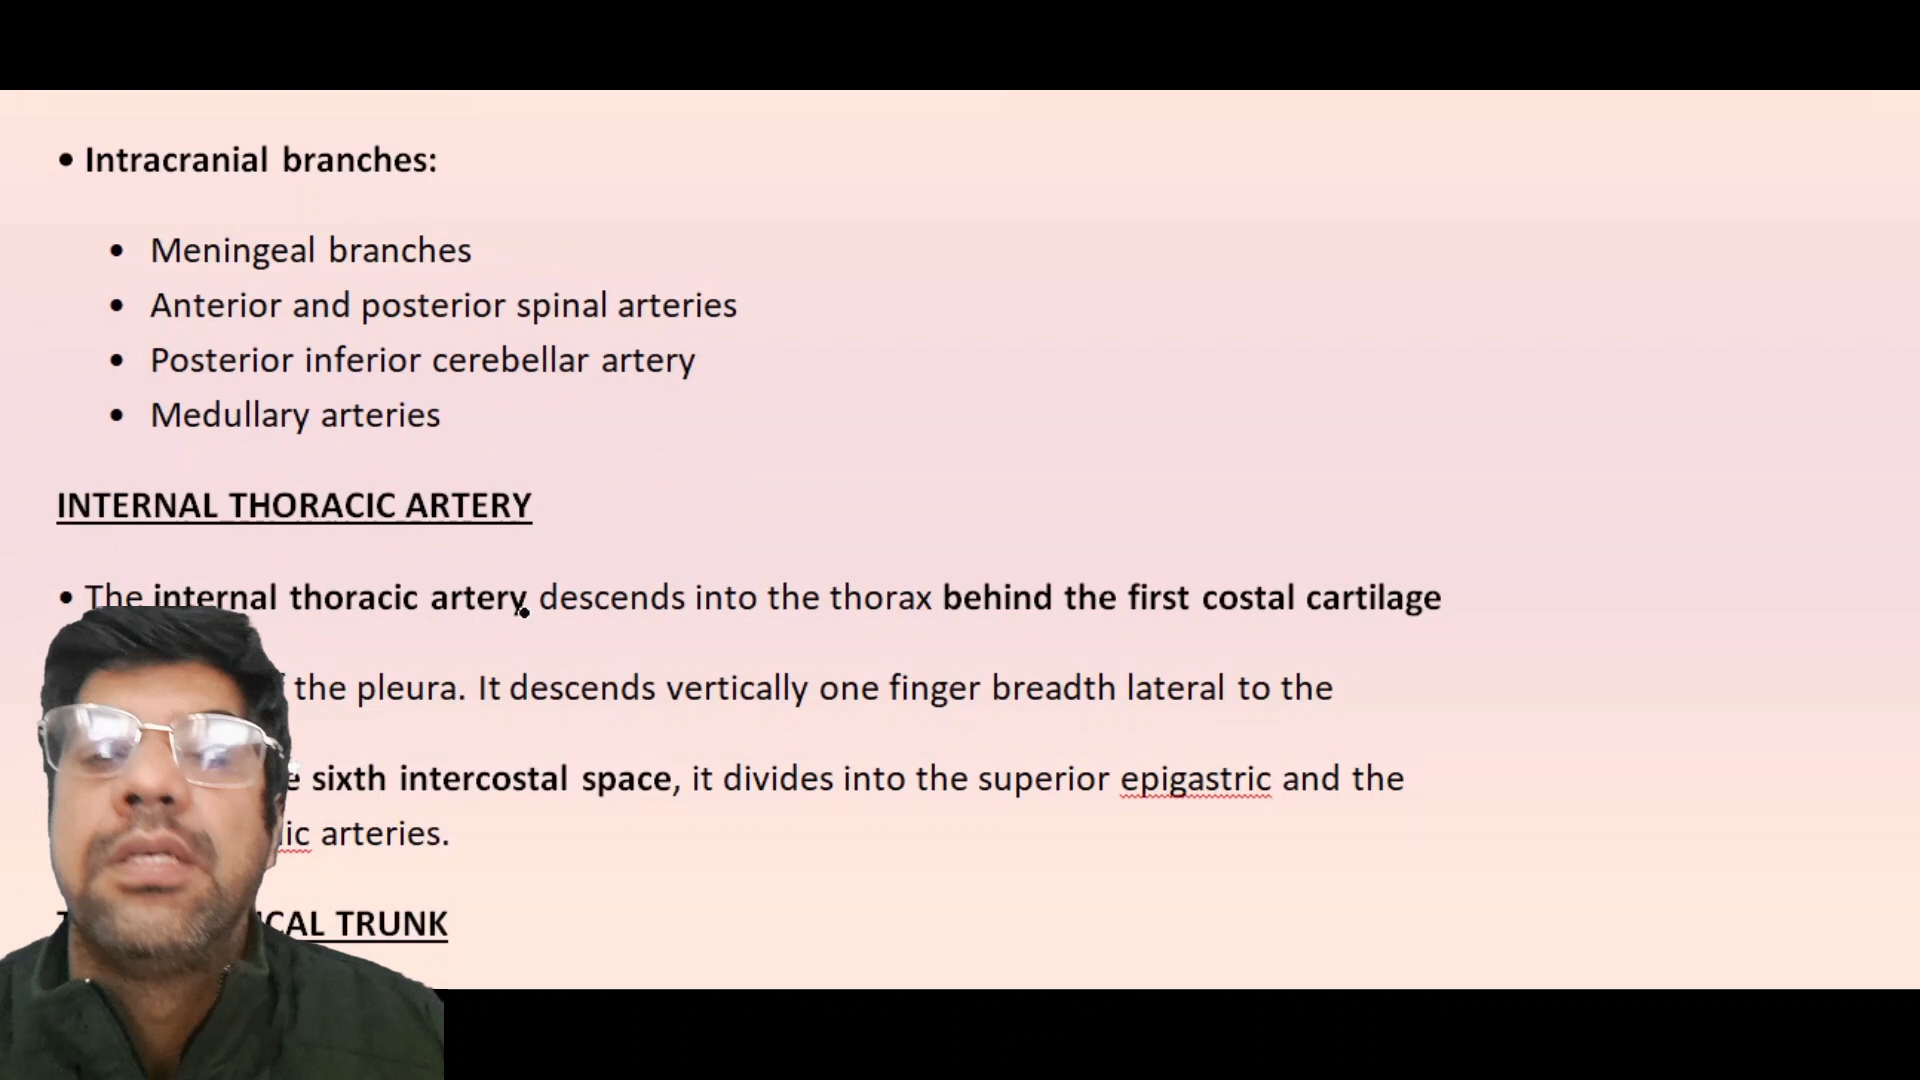 • Intracranial branches:
• Meningeal branches
• Anterior and posterior spinal arteries
• Posterior inferior cerebellar artery
• Medullary arteries
INTERNAL THORACIC ARTERY
• The internal thoracic artery descends into the thorax behind the first costal cartilage
the pleura. It descends vertically one finger breadth lateral to the
sixth intercostal space, it divides into the superior epigastric and the
arteries.
TRUNK